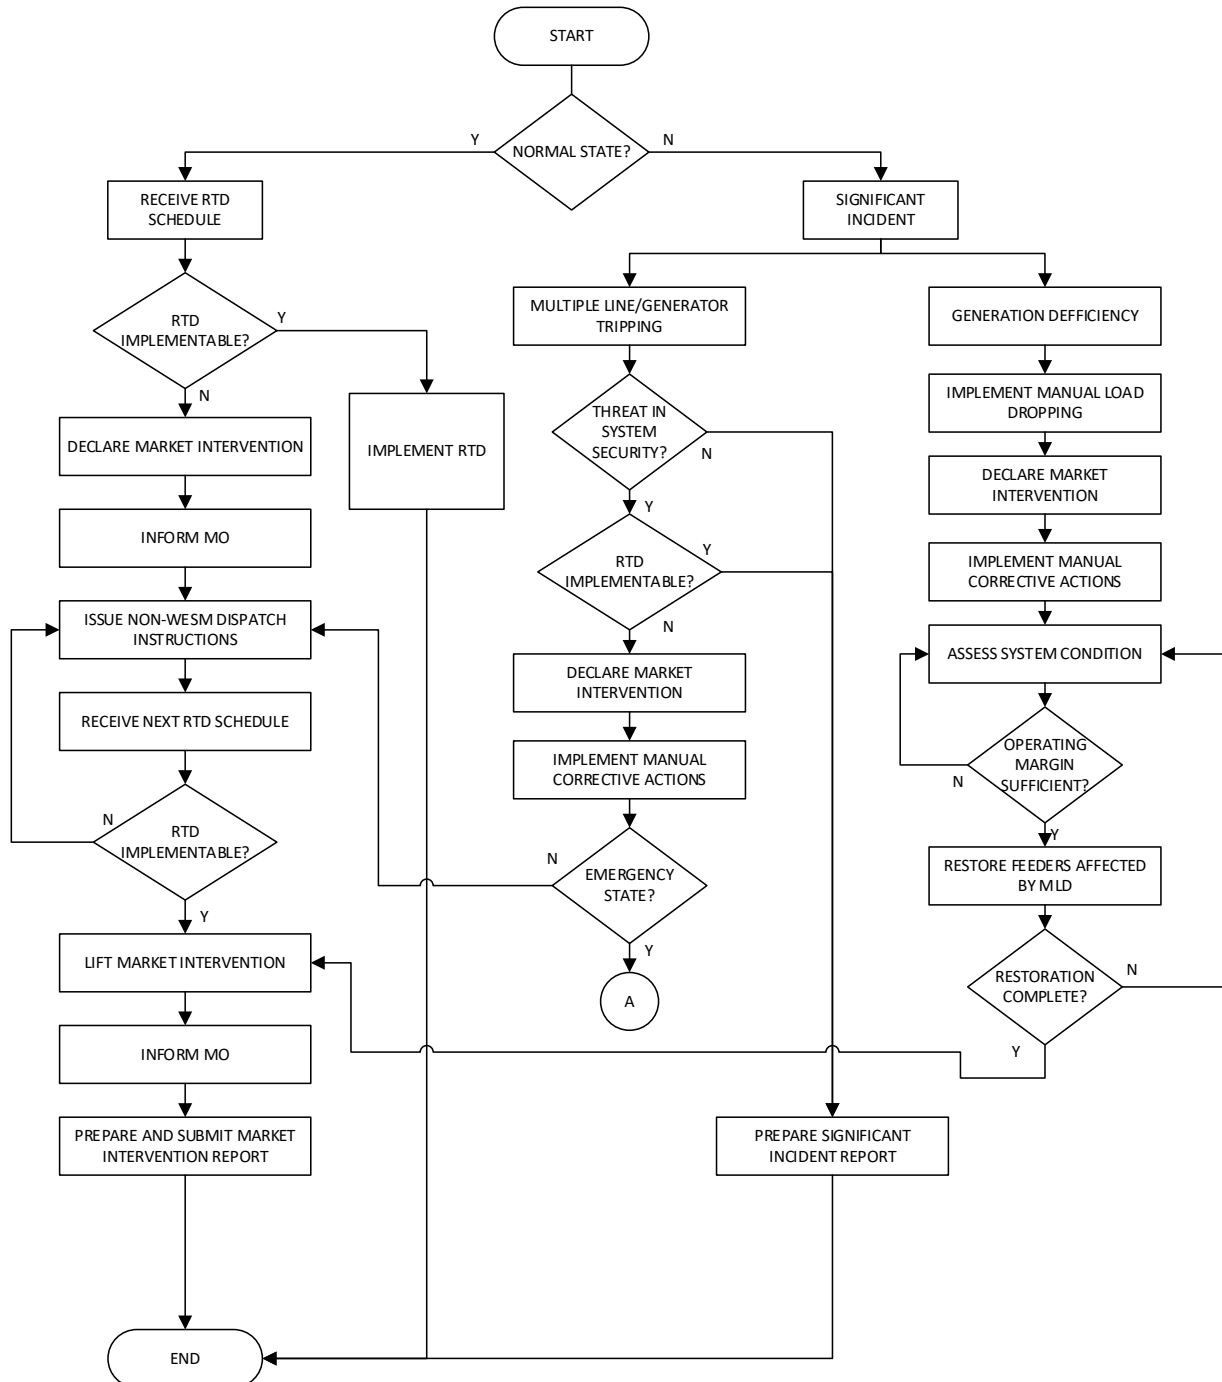 START
Y
NORMAL STATE?
N
RECEIVE RTD
SCHEDULE
SIGNIFICANT
INCIDENT
RTD
IMPLEMENTABLE?
Y
N
DECLARE MARKET INTERVENTION
INFORM MO
ISSUE NON-WESM DISPATCH
INSTRUCTIONS
RECEIVE NEXT RTD SCHEDULE
N
RTD
IMPLEMENTABLE?
Y
LIFT MARKET INTERVENTION
INFORM MO
PREPARE AND SUBMIT MARKET
INTERVENTION REPORT
END
IMPLEMENT RTD
MULTIPLE LINE/GENERATOR
TRIPPING
THREAT IN
SYSTEM
SECURITY?
N
Y
RTD
IMPLEMENTABLE?
Y
N
DECLARE MARKET
INTERVENTION
IMPLEMENT MANUAL
CORRECTIVE ACTIONS
N
EMERGENCY
STATE?
Y
A
PREPARE SIGNIFICANT
INCIDENT REPORT
GENERATION DEFFICIENCY
IMPLEMENT MANUAL LOAD
DROPPING
DECLARE MARKET
INTERVENTION
IMPLEMENT MANUAL
CORRECTIVE ACTIONS
ASSESS SYSTEM CONDITION
OPERATING
MARGIN
SUFFICIENT?
N
Y
RESTORE FEEDERS AFFECTED
BY MLD
RESTORATION
COMPLETE?
N
Y